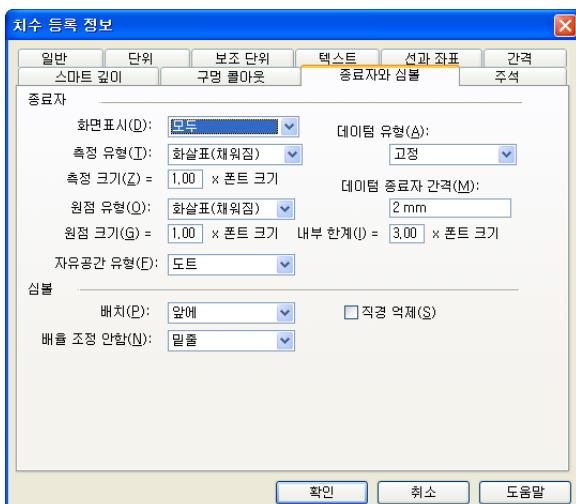 치수 등록 정보
일반 단위 보조 단위 텍스트 선과 좌표 간격
스마트 깊이 구멍 콜아웃 종료자와 심볼 주석
종료자
화면표시(D): 모두 데이텀 유형(A):
측정 유형(T): 화살표(채워짐) 고정
측정 크기(Z) = 1,00 x 폰트 크기 데이텀 종료자 간격(M):
원점 유형(O): 화살표(채워짐) 2 mm
원점 크기(G) = 1,00 x 폰트 크기 내부 한계(I) = 3,00 x 폰트 크기
자유공간 유형(F): 도트
심볼
배치(P): 앞에 직경 억제(S)
배율 조정 안함(N): 밑줄
확인 취소 도움말